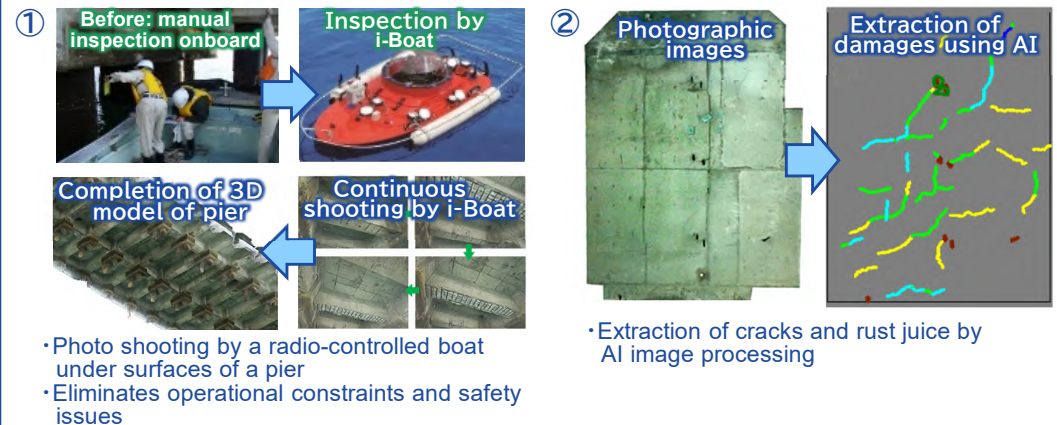 ①
Before: manual
inspection onboard
Inspection by
i-Boat
Completion of 3D
model of pier
Continuous
shooting by i-Boat
・Photo shooting by a radio-controlled boat
under surfaces of a pier
・Eliminates operational constraints and safety
issues
②
Photographic
images
Extraction of
damages using AI
・Extraction of cracks and rust juice by
AI image processing